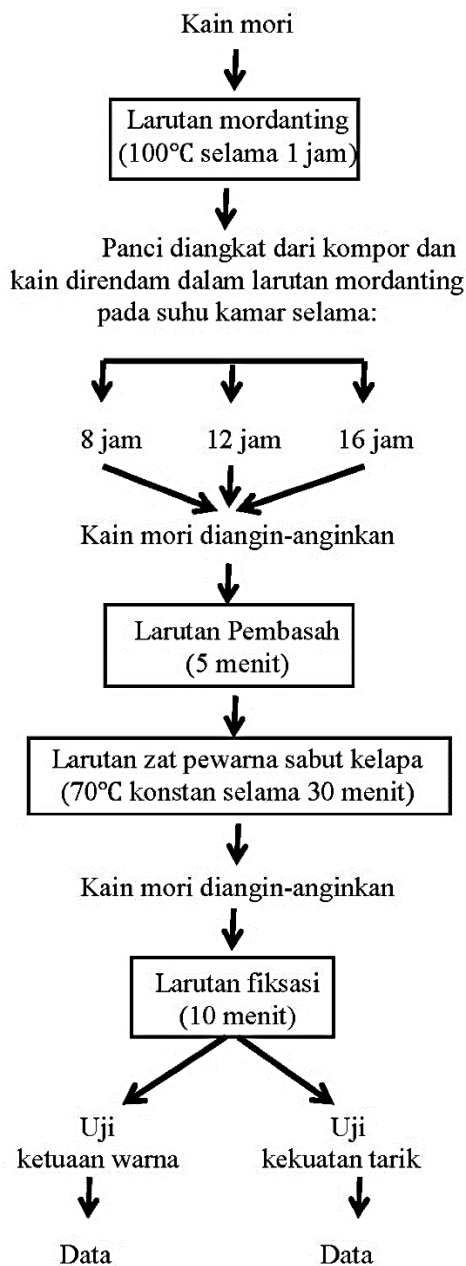 Kain mori
Larutan mordanting
(100℃ selama 1 jam)
Panci diangkat dari kompor dan
kain direndam dalam larutan mordanting
pada suhu kamar selama:
8 jam 12 jam 16 jam
Kain mori diangin-anginkan
Larutan Pembasah
(5 menit)
Larutan zat pewarna sabut kelapa
(70℃ konstan selama 30 menit)
Kain mori diangin-anginkan
Larutan fiksasi
(10 menit)
Uji
ketuaan warna
Uji
kekuatan tarik
Data
Data